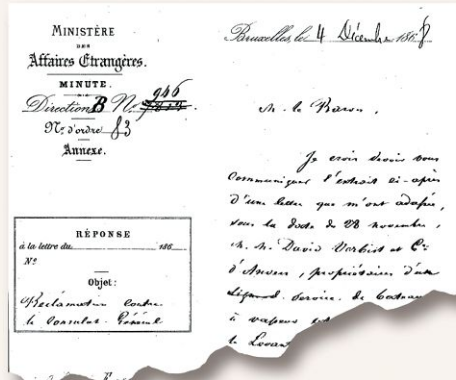 MINISTÈRE
DES
Affaires Étrangères.
MINUTE.
Direction B N.º 946
N.º d'ordre 83
Annexe.
RÉPONSE
à la lettre du 186
N.º
Objet:
Réclamation contre
le Consulat-Général
Bruxelles, le 4 Décembre 1868
M. le Baron,
Je crois devoir vous
communiquer l'extrait ci-après
d'une lettre que m'ont adressée,
sous la date de 28 novembre,
M. M. David Verbist et Cie
d'Anvers, propriétaires d'un
service de bateaux
à vapeur
le Levant